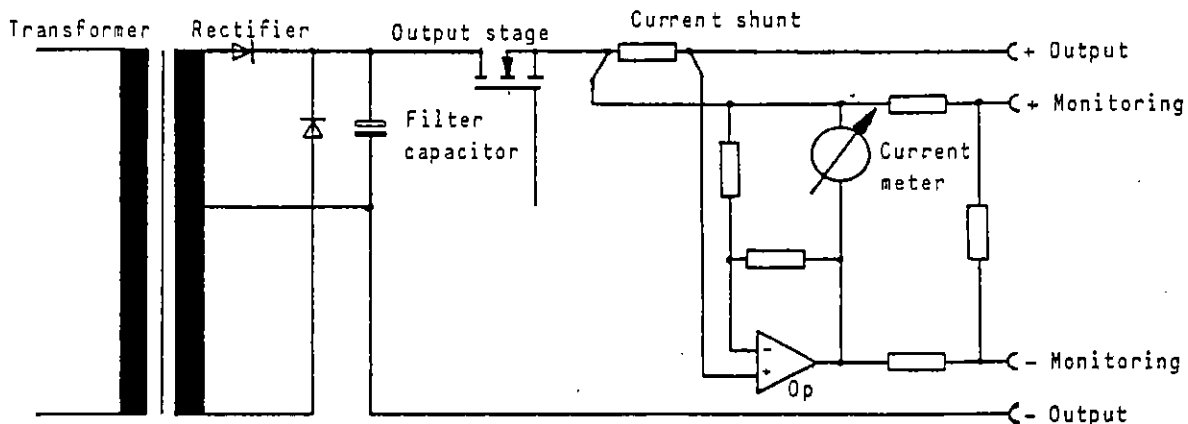 Transformer
Rectifier
Output stage
Current shunt
+ Output
+ Monitoring
Filter
capacitor
Current
meter
-
+
Op
- Monitoring
- Output